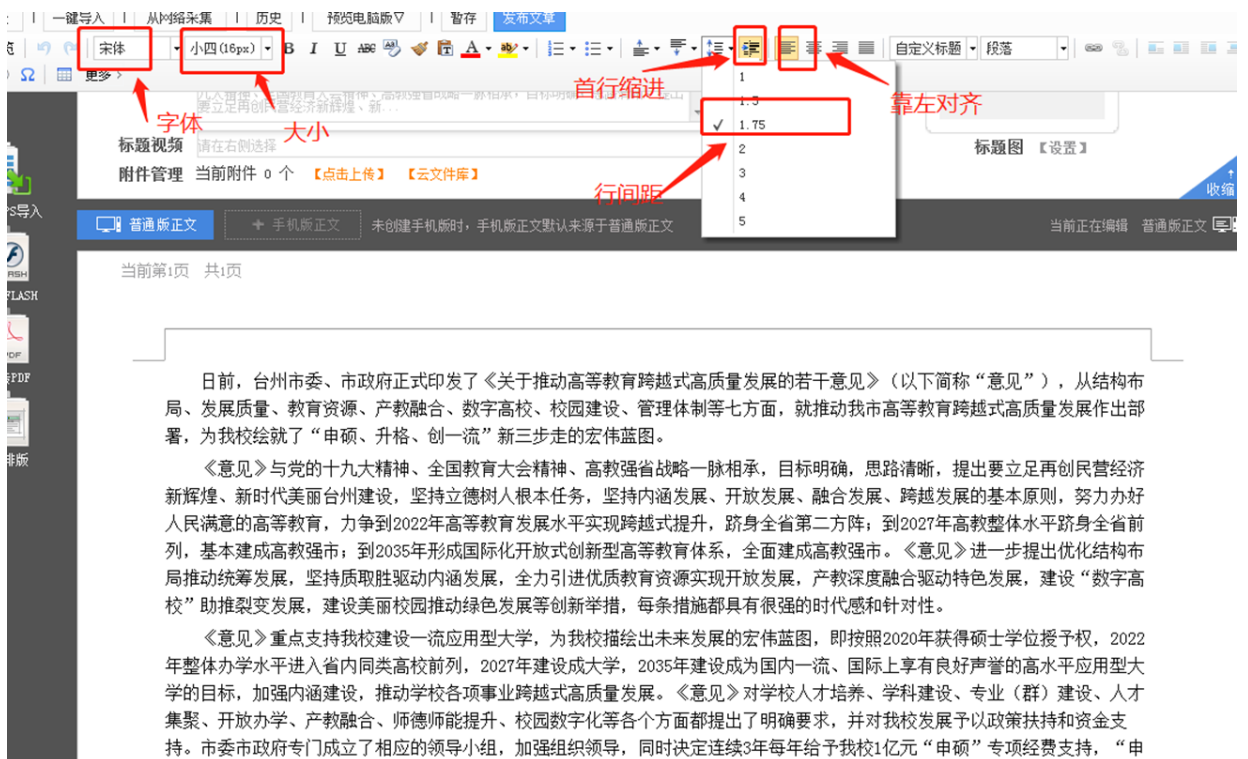 一键导入 | 从网络采集 | 历史 | 预览电脑版▽ | 暂存 发布文章
宋体 小四(16px) B I U ABC A ab 自定义标题 段落
Ω 更多
首行缩进
1
1.5
靠左对齐
九大精神、全国教育大会精神、高教强省战略一脉相承，目标明确，
要立足再创民营经济新辉煌、新...
字体
大小
✓ 1.75
标题视频 请在右侧选择
2
标题图 【设置】
附件管理 当前附件 0 个 【点击上传】 【云文件库】
3
行间距
4
收缩
5
导入
普通版正文 + 手机版正文 未创建手机版时，手机版正文默认来源于普通版正文 当前正在编辑 普通版正文
当前第1页 共1页
FLASH
PDF
排版
日前，台州市委、市政府正式印发了《关于推动高等教育跨越式高质量发展的若干意见》（以下简称“意见”），从结构布
局、发展质量、教育资源、产教融合、数字高校、校园建设、管理体制等七方面，就推动我市高等教育跨越式高质量发展作出部
署，为我校绘就了“申硕、升格、创一流”新三步走的宏伟蓝图。
《意见》与党的十九大精神、全国教育大会精神、高教强省战略一脉相承，目标明确，思路清晰，提出要立足再创民营经济
新辉煌、新时代美丽台州建设，坚持立德树人根本任务，坚持内涵发展、开放发展、融合发展、跨越发展的基本原则，努力办好
人民满意的高等教育，力争到2022年高等教育发展水平实现跨越式提升，跻身全省第二方阵；到2027年高教整体水平跻身全省前
列，基本建成高教强市；到2035年形成国际化开放式创新型高等教育体系，全面建成高教强市。《意见》进一步提出优化结构布
局推动统筹发展，坚持质取胜驱动内涵发展，全力引进优质教育资源实现开放发展，产教深度融合驱动特色发展，建设“数字高
校”助推裂变发展，建设美丽校园推动绿色发展等创新举措，每条措施都具有很强的时代感和针对性。
《意见》重点支持我校建设一流应用型大学，为我校描绘出未来发展的宏伟蓝图，即按照2020年获得硕士学位授予权，2022
年整体办学水平进入省内同类高校前列，2027年建设成大学，2035年建设成为国内一流、国际上享有良好声誉的高水平应用型大
学的目标，加强内涵建设，推动学校各项事业跨越式高质量发展。《意见》对学校人才培养、学科建设、专业（群）建设、人才
集聚、开放办学、产教融合、师德师能提升、校园数字化等各个方面都提出了明确要求，并对我校发展予以政策扶持和资金支
持。市委市政府专门成立了相应的领导小组，加强组织领导，同时决定连续3年每年给予我校1亿元“申硕”专项经费支持，“申